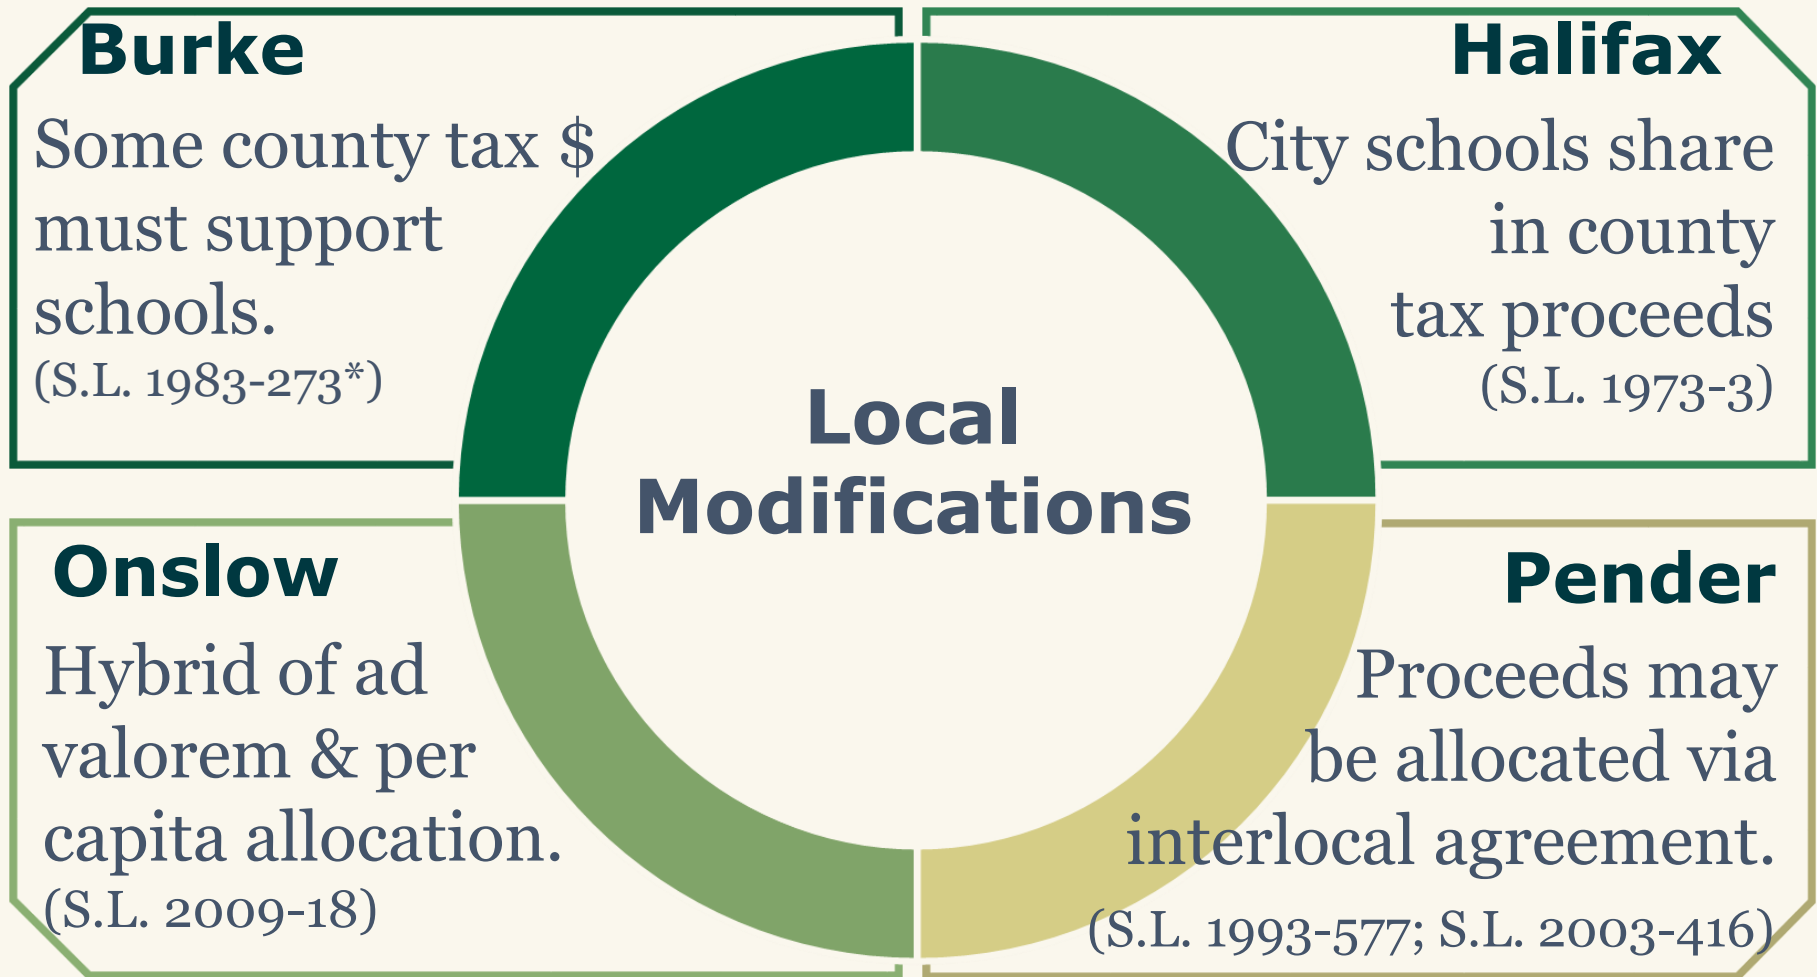 Burke
Some county tax $
must support
schools.
(S.L. 1983-273*)
Halifax
City schools share
in county
tax proceeds
(S.L. 1973-3)
Local
Modifications
Onslow
Hybrid of ad
valorem & per
capita allocation.
(S.L. 2009-18)
Pender
Proceeds may
be allocated via
interlocal agreement.
(S.L. 1993-577; S.L. 2003-416)